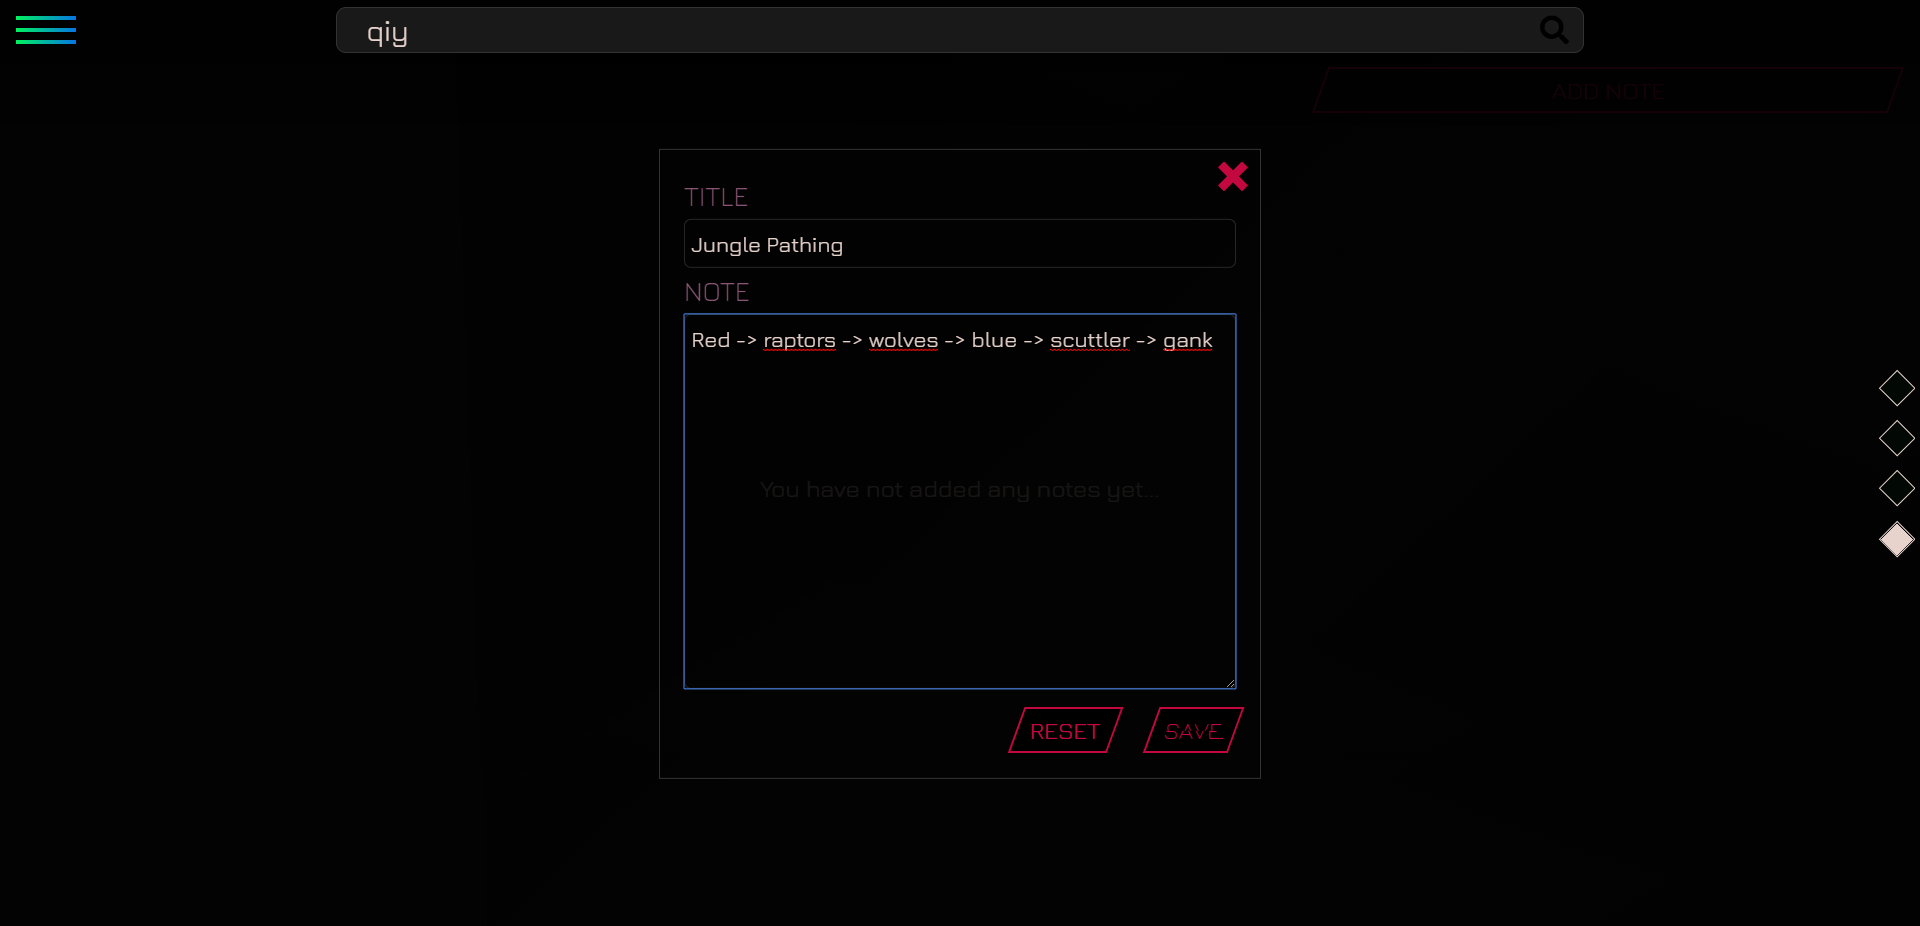 qiy
ADD NOTE
TITLE
Jungle Pathing
NOTE
Red -> raptors -> wolves -> blue -> scuttler -> gank
You have not added any notes yet...
RESET
SAVE